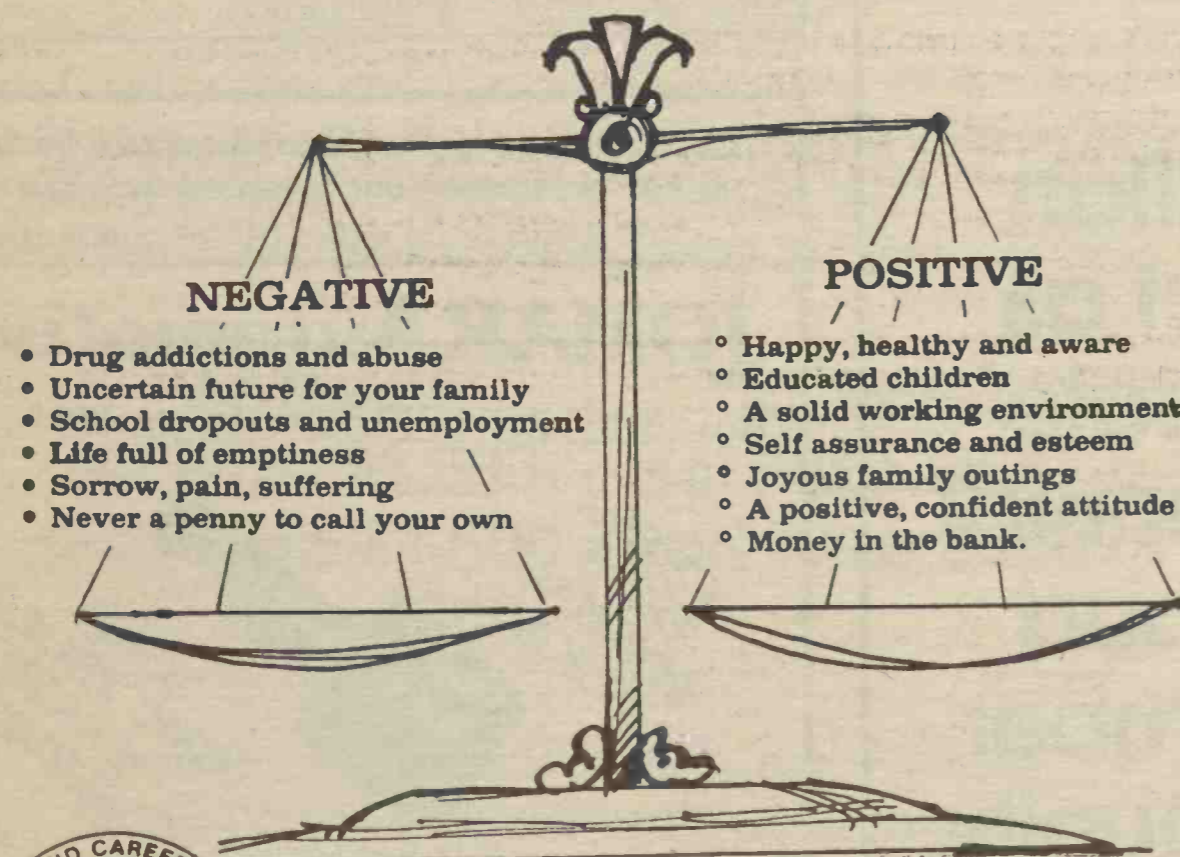 NEGATIVE
• Drug addictions and abuse
• Uncertain future for your family
• School dropouts and unemployment
• Life full of emptiness
• Sorrow, pain, suffering
• Never a penny to call your own
POSITIVE
° Happy, healthy and aware
° Educated children
° A solid working environment
° Self assurance and esteem
° Joyous family outings
° A positive, confident attitude
° Money in the bank.